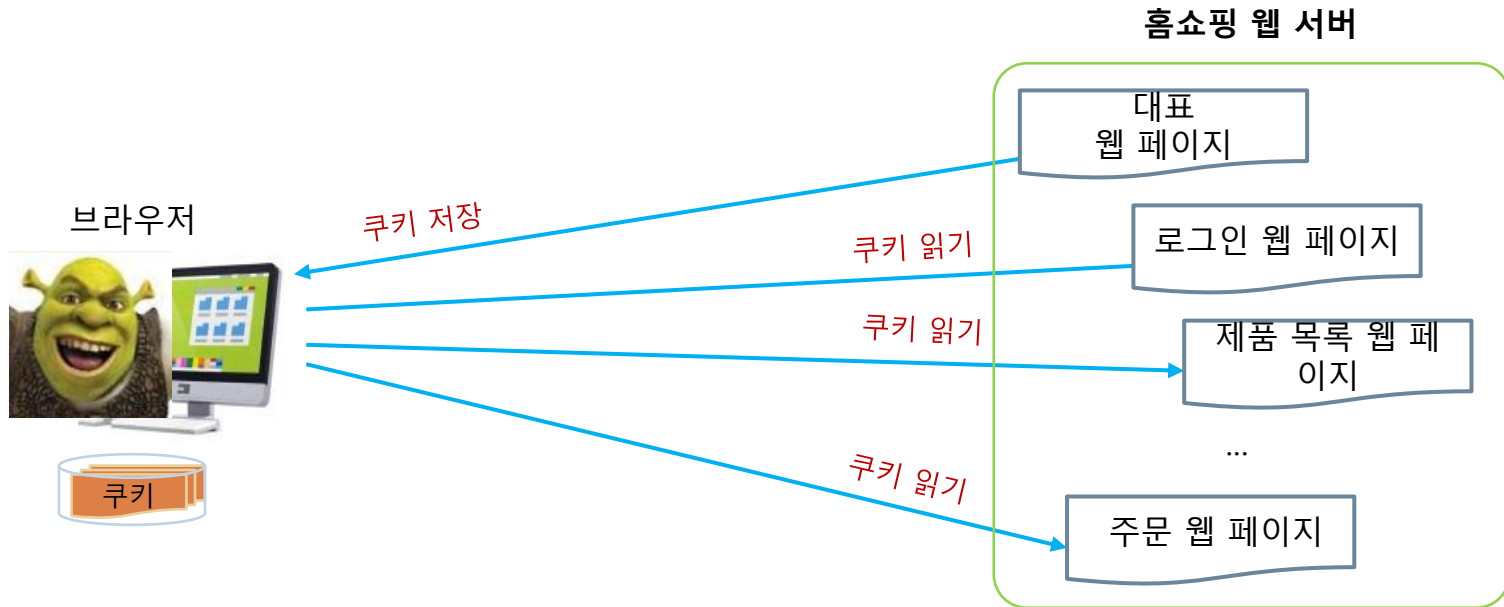 홈쇼핑 웹 서버
대표
웹 페이지
브라우저
쿠키 저장
쿠키 읽기
로그인 웹 페이지
쿠키 읽기
제품 목록 웹 페
이지
...
쿠키 읽기
쿠키
주문 웹 페이지